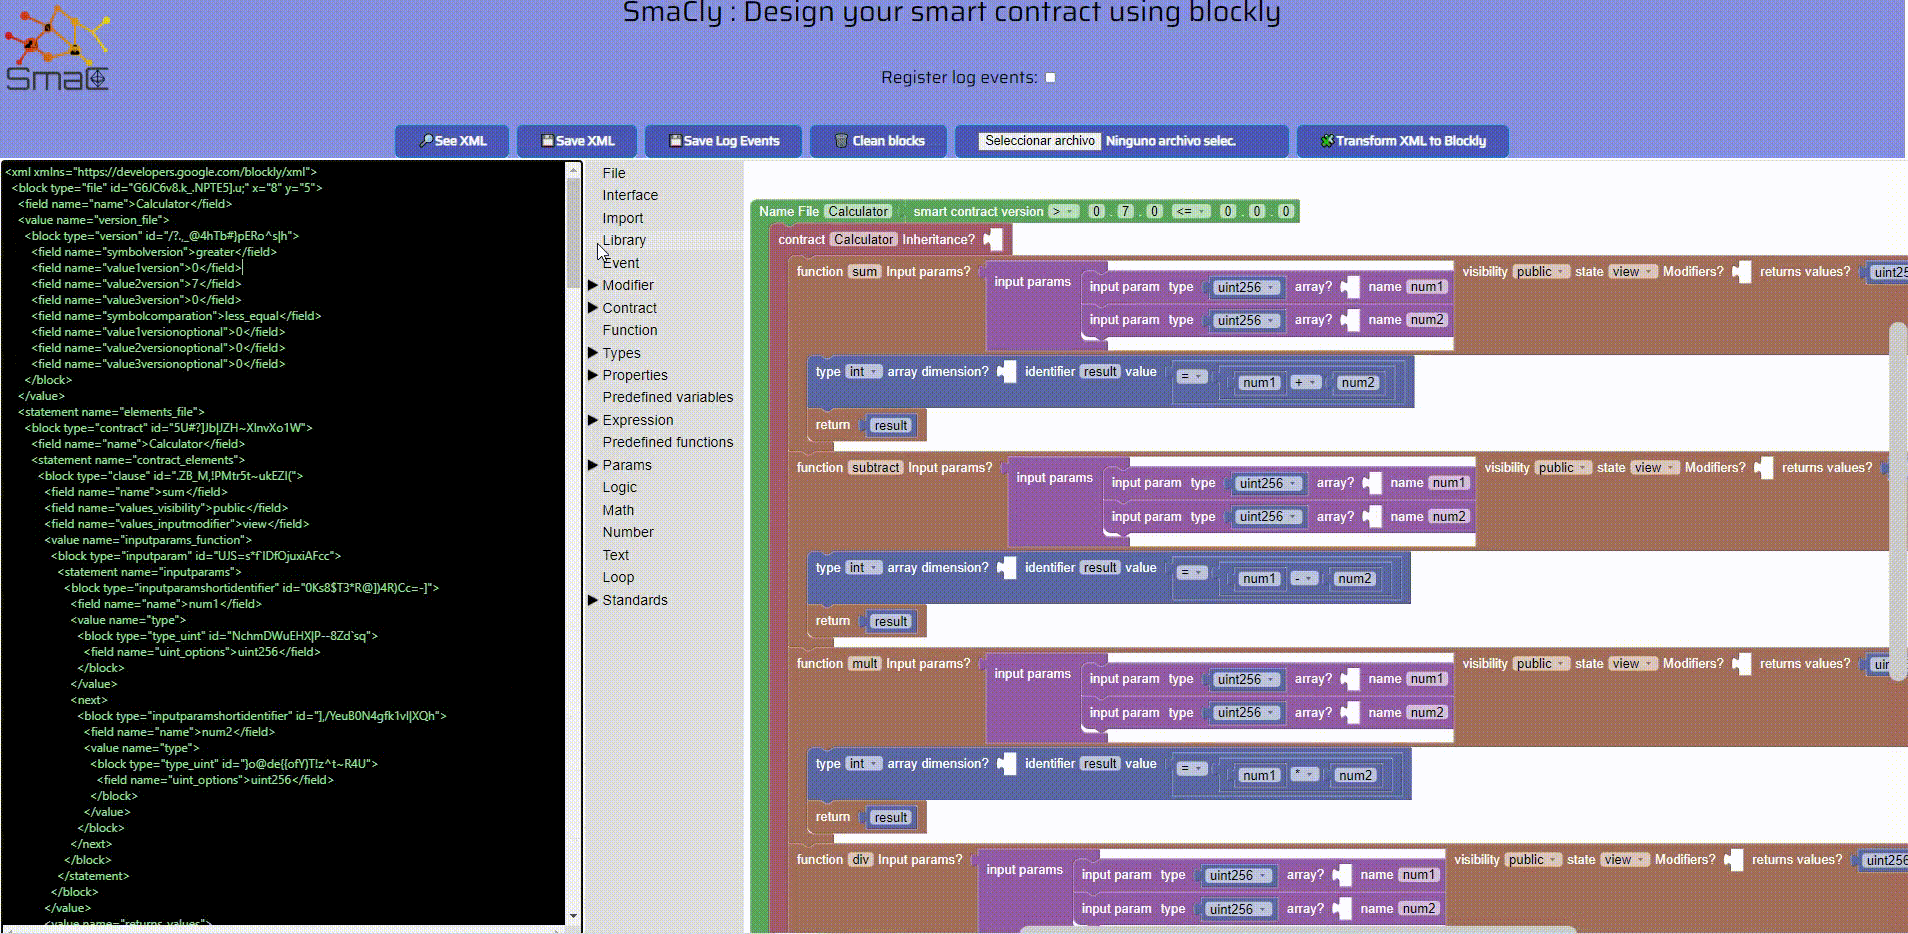 SmaCly : Design your smart contract using blockly
SmaC
Register log events:
See XML
Save XML
Save Log Events
Clean blocks
Seleccionar archivo Ninguno archivo selec.
Transform XML to Blockly
<xml xmlns="https://developers.google.com/blockly/xml">
<block type="file" id="G6JC6v8.k_.NPTE5].u;" x="8" y="5">
<field name="name">Calculator</field>
<value name="version_file">
<block type="version" id="/?.,_@4hTb#}pERo^s|h">
<field name="symbolversion">greater</field>
<field name="value1version">0</field>
<field name="value2version">7</field>
<field name="value3version">0</field>
<field name="symbolcomparation">less_equal</field>
<field name="value1versionoptional">0</field>
<field name="value2versionoptional">0</field>
<field name="value3versionoptional">0</field>
</block>
</value>
<statement name="elements_file">
<block type="contract" id="5U#?]Jb|JZH~XInvXo1W">
<field name="name">Calculator</field>
<statement name="contract_elements">
<block type="clause" id=".ZB_M,!PMtr5t~ukEZI(">
<field name="name">sum</field>
<field name="values_visibility">public</field>
<field name="values_inputmodifier">view</field>
<value name="inputparams_function">
<block type="inputparam" id="UJS=s*f`IDfOjuxiAFcc">
<statement name="inputparams">
<block type="inputparamshortidentifier" id="0Ks8$T3*R@])4R)Cc=-]">
<field name="name">num1</field>
<value name="type">
<block type="type_uint" id="NchmDWuEHX|P--8Zd`sq">
<field name="uint_options">uint256</field>
</block>
</value>
<next>
<block type="inputparamshortidentifier" id="],/YeuB0N4gfk1vl|XQh">
<field name="name">num2</field>
<value name="type">
<block type="type_uint" id="}o@de{{ofY)T!z^t~R4U">
<field name="uint_options">uint256</field>
</block>
</value>
</block>
</next>
</block>
</statement>
</block>
</value>
<value name="returns_values">
File
Interface
Import
Library
Event
Modifier
Contract
Function
Types
Properties
Predefined variables
Expression
Predefined functions
Params
Logic
Math
Number
Text
Loop
Standards
Name File Calculator smart contract version > 0 . 7 . 0 <= 0 . 0 . 0
contract Calculator Inheritance?
function sum Input params? input params visibility public state view Modifiers? returns values? uint25
input param type uint256 array? name num1
input param type uint256 array? name num2
type int array dimension? identifier result value = num1 + num2
return result
function subtract Input params? input params visibility public state view Modifiers? returns values?
input param type uint256 array? name num1
input param type uint256 array? name num2
type int array dimension? identifier result value = num1 - num2
return result
function mult Input params? input params visibility public state view Modifiers? returns values? uir
input param type uint256 array? name num1
input param type uint256 array? name num2
type int array dimension? identifier result value = num1 * num2
return result
function div Input params? input params visibility public state view Modifiers? returns values? uint256
input param type uint256 array? name num1
input param type uint256 array? name num2